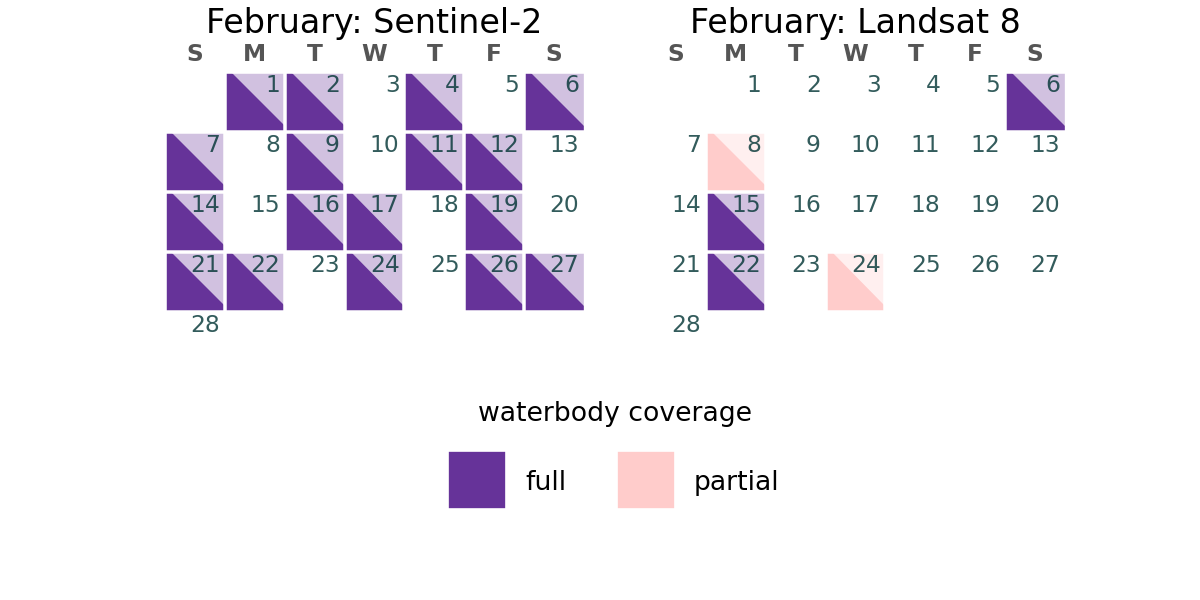 February: Sentinel-2
S M T W T F S
1 2 3 4 5 6
7 8 9 10 11 12 13
14 15 16 17 18 19 20
21 22 23 24 25 26 27
28
February: Landsat 8
S M T W T F S
1 2 3 4 5 6
7 8 9 10 11 12 13
14 15 16 17 18 19 20
21 22 23 24 25 26 27
28
waterbody coverage
full
partial